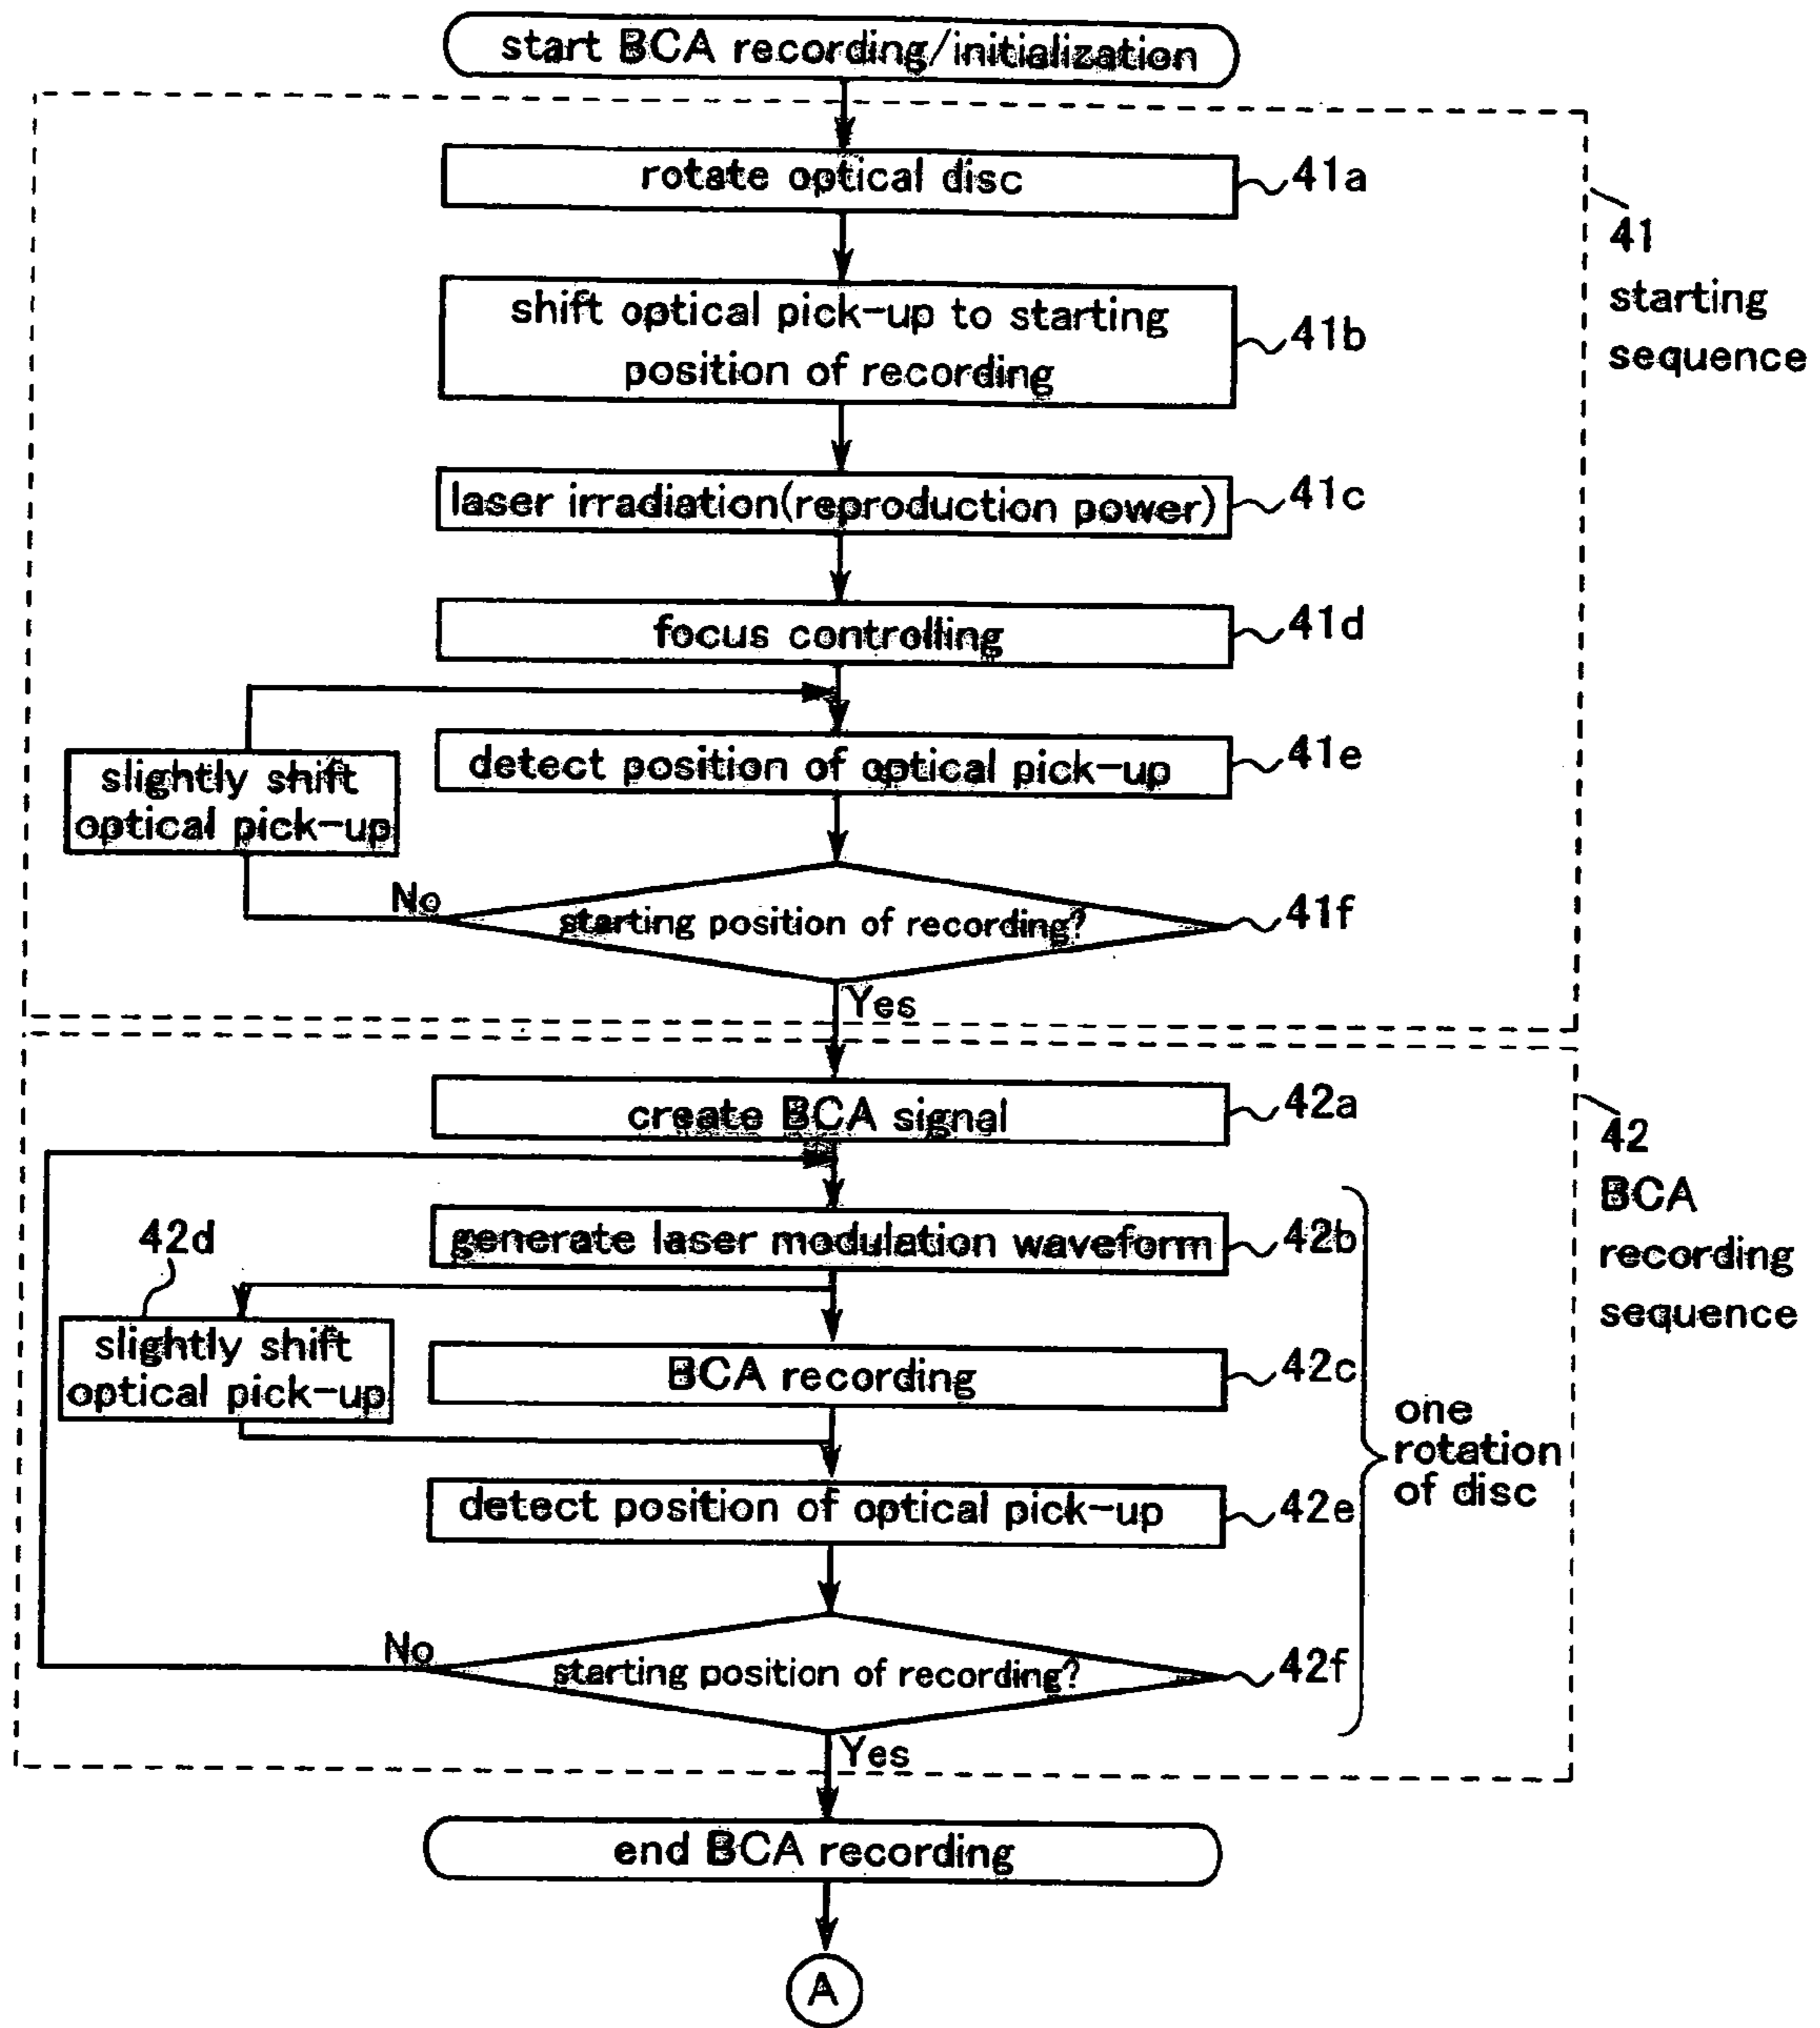 start BCA recording/initialization
rotate optical disc
41a
41
starting
sequence
shift optical pick-up to starting
position of recording
41b
laser irradiation(reproduction power)
41c
focus controlling
41d
detect position of optical pick-up
41e
slightly shift
optical pick-up
No
starting position of recording?
41f
Yes
create BCA signal
42a
42
BCA
recording
sequence
generate laser modulation waveform
42b
42d
slightly shift
optical pick-up
BCA recording
42c
one
rotation
of disc
detect position of optical pick-up
42e
No
starting position of recording?
42f
Yes
end BCA recording
A